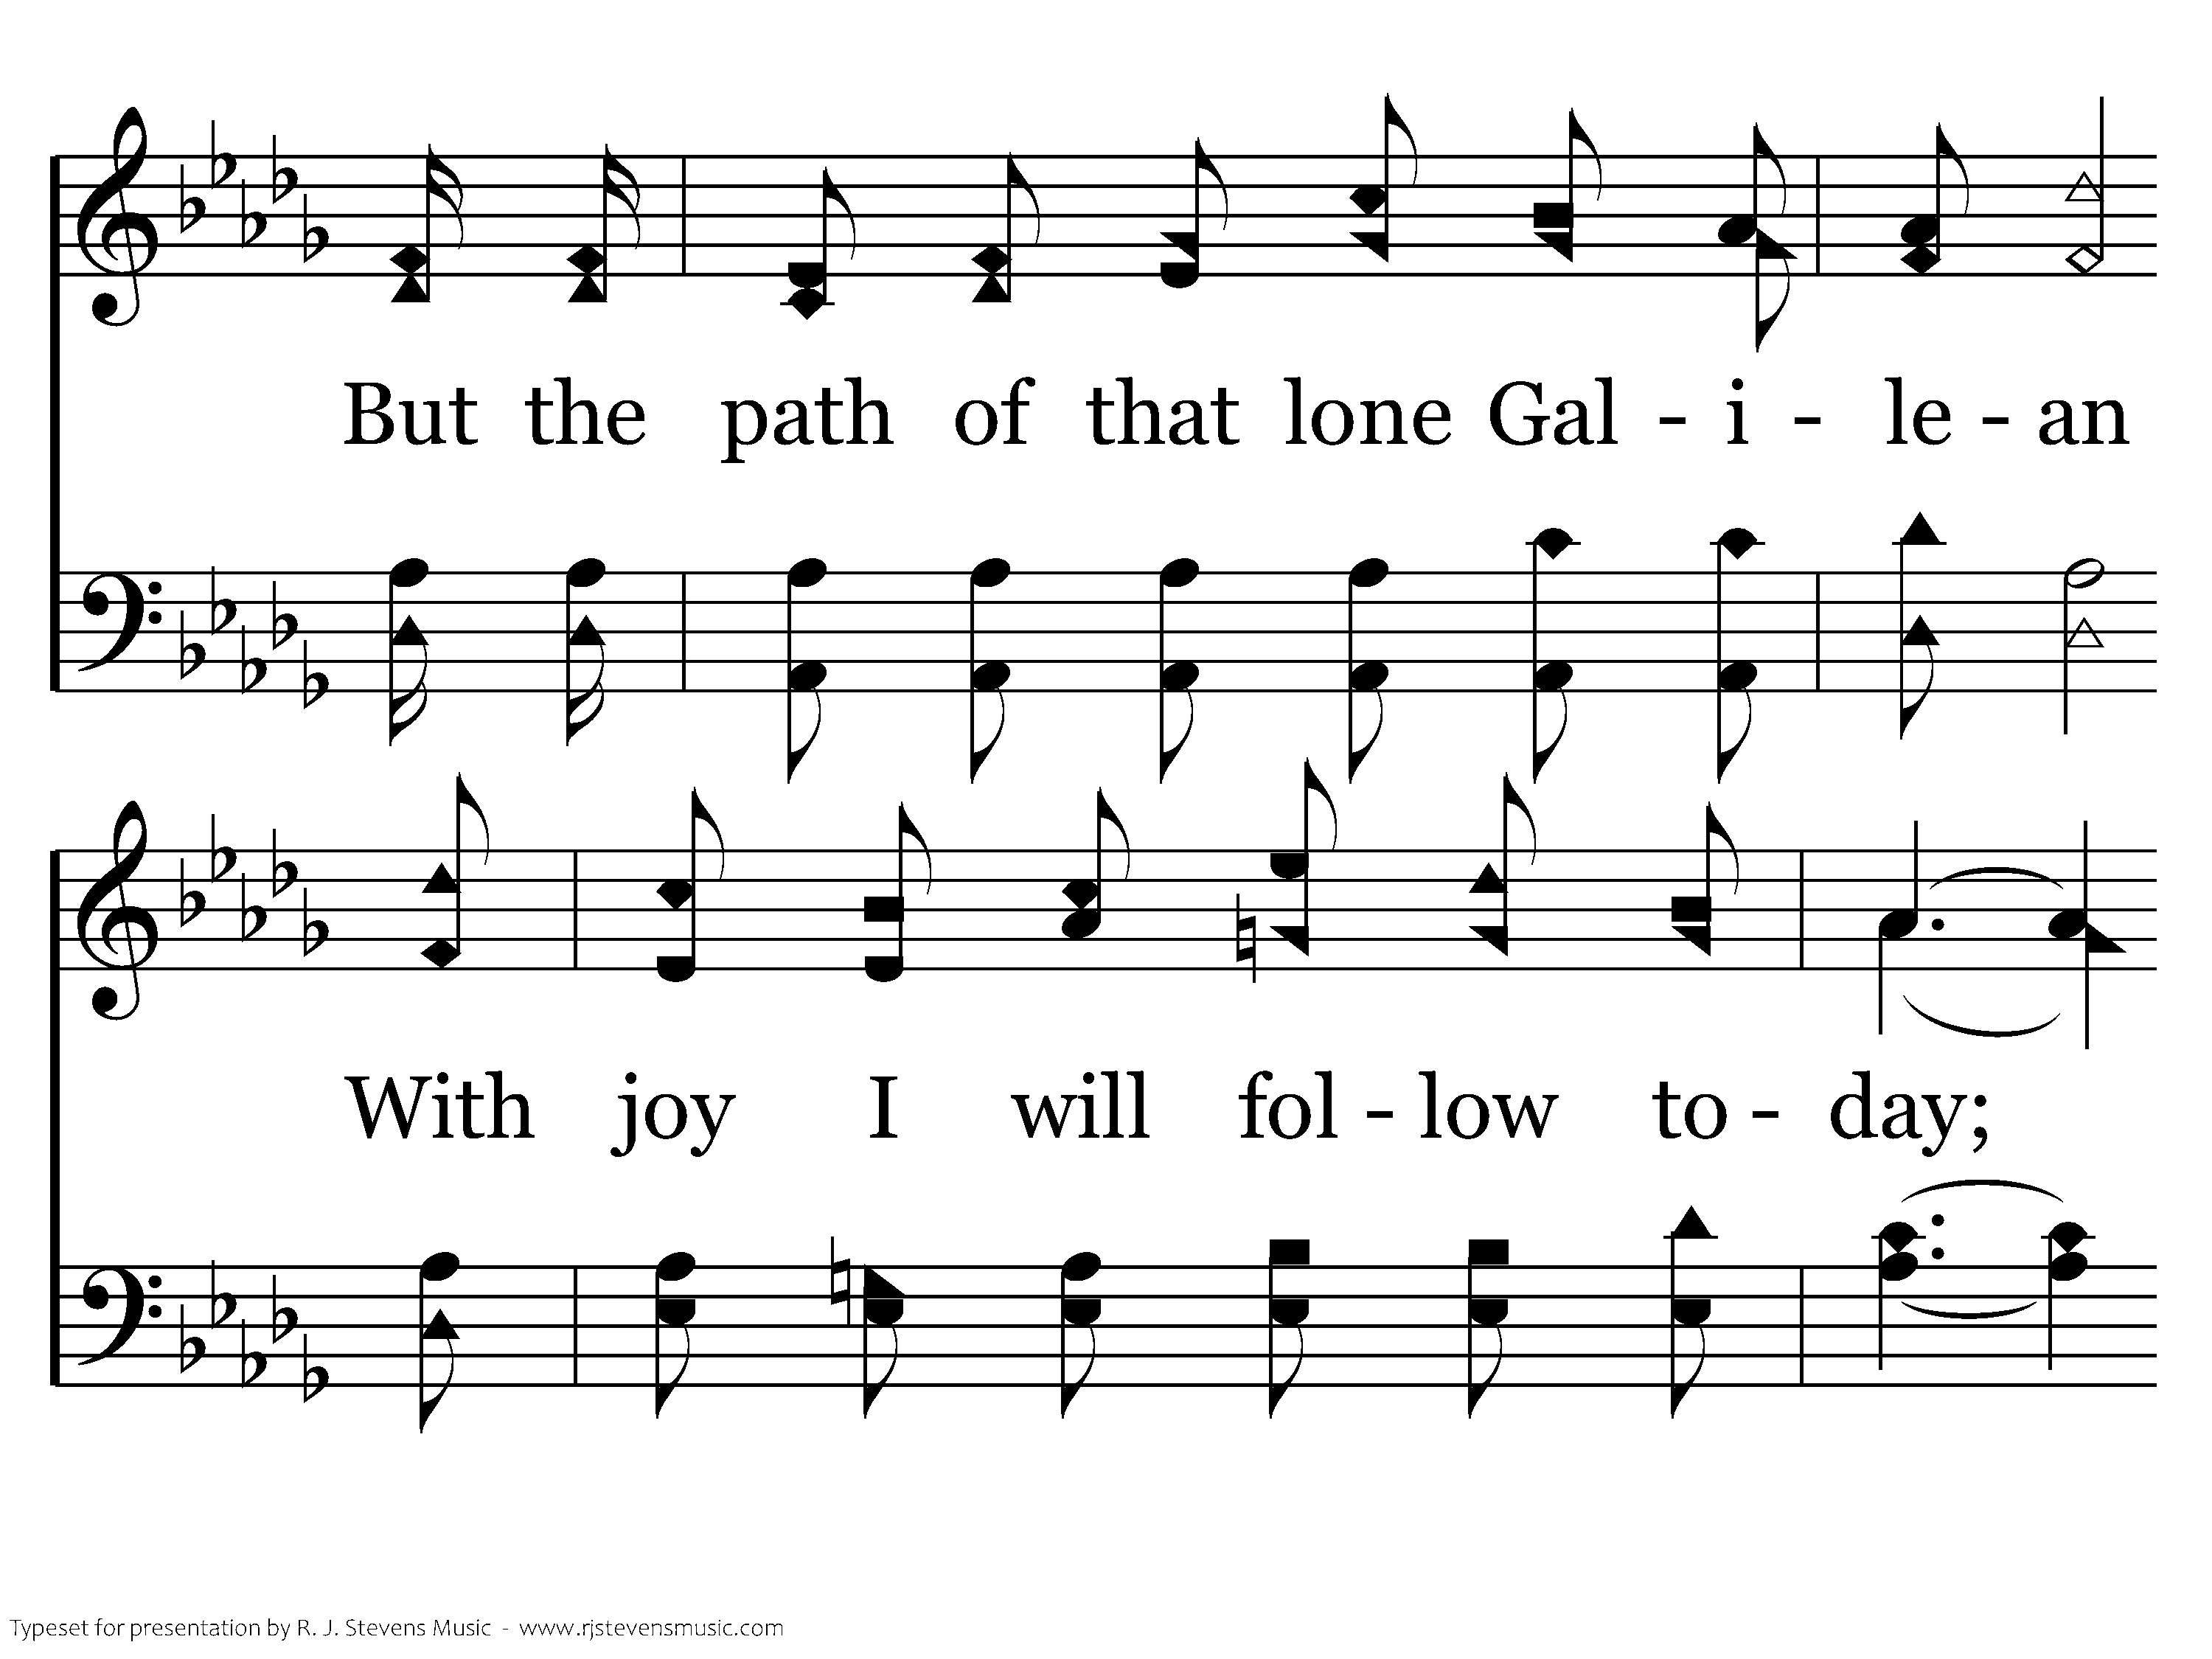 But the path of that lone Gal - i - le - an
With joy I will fol - low to - day;
Typeset for presentation by R. J. Stevens Music - www.rjstevensmusic.com